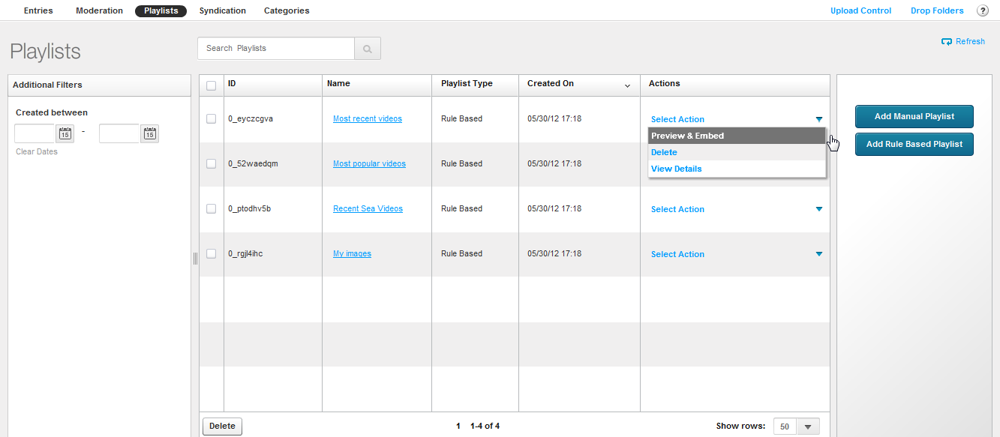 Entries Moderation Playlists Syndication Categories Upload Control Drop Folders ?
Playlists
Search Playlists
Refresh
Additional Filters
Created between
15 - 15
Clear Dates
ID Name Playlist Type Created On Actions
0_eyczcgva Most recent videos Rule Based 05/30/12 17:18 Select Action
Preview & Embed
Delete
View Details
0_52waedqm Most popular videos Rule Based 05/30/12 17:18
0_ptodhv5b Recent Sea Videos Rule Based 05/30/12 17:18 Select Action
0_rgjl4ihc My images Rule Based 05/30/12 17:18 Select Action
Add Manual Playlist
Add Rule Based Playlist
Delete 1 1-4 of 4 Show rows: 50